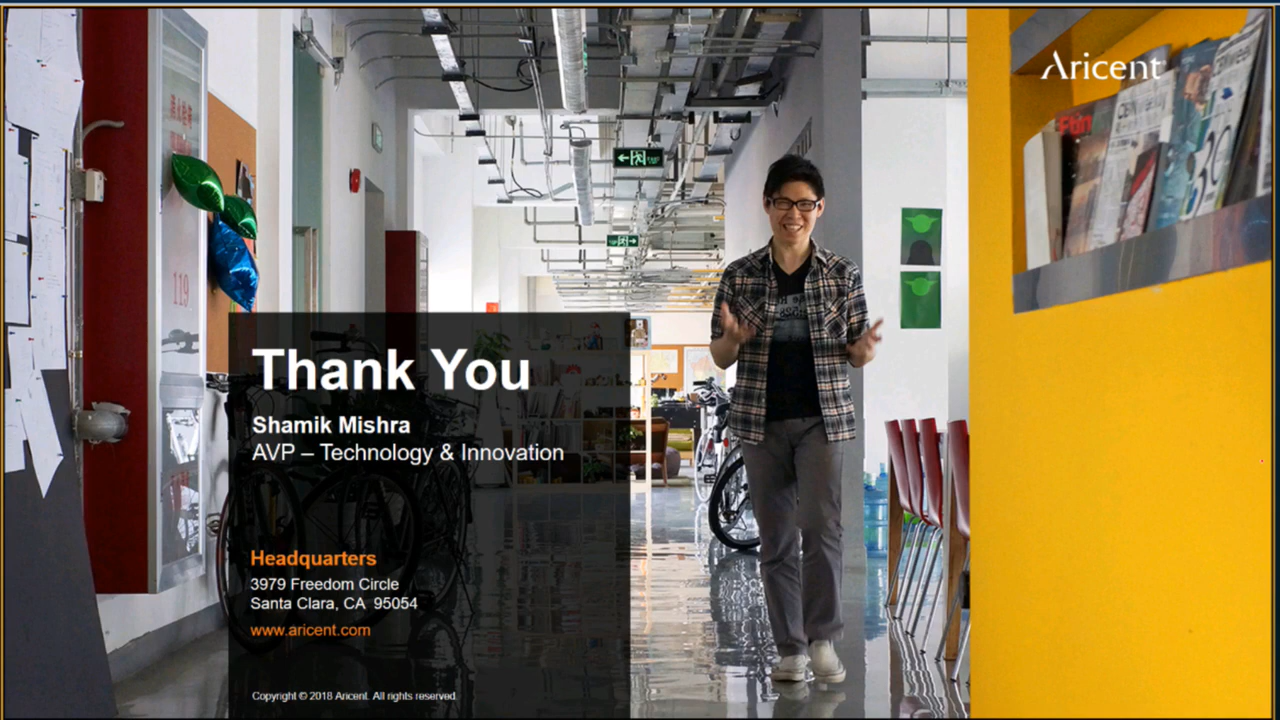 Aricent
119
Thank You
Shamik Mishra
AVP – Technology & Innovation
Headquarters
3979 Freedom Circle
Santa Clara, CA 95054
www.aricent.com
Copyright © 2018 Aricent. All rights reserved.